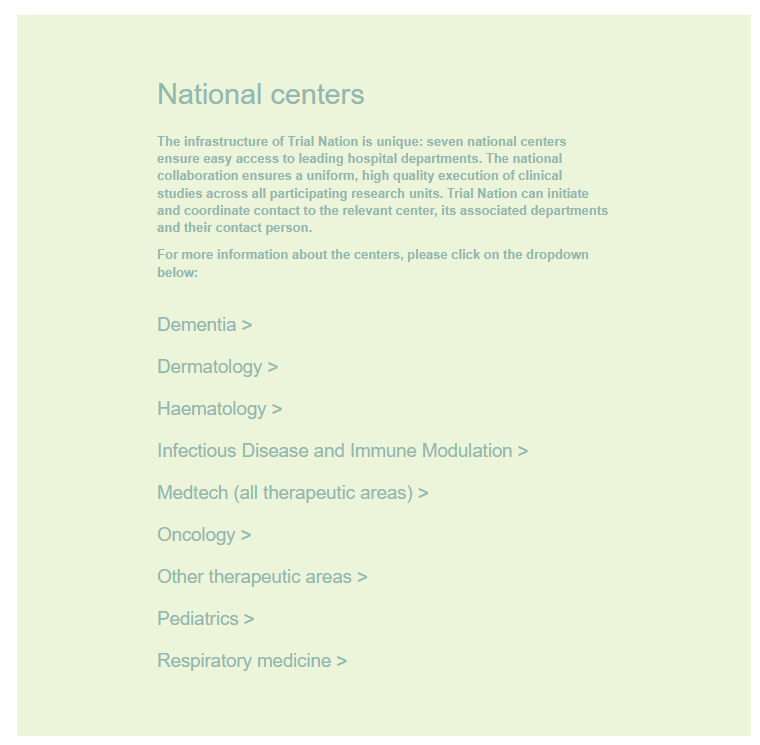 National centers
The infrastructure of Trial Nation is unique: seven national centers
ensure easy access to leading hospital departments. The national
collaboration ensures a uniform, high quality execution of clinical
studies across all participating research units. Trial Nation can initiate
and coordinate contact to the relevant center, its associated departments
and their contact person.
For more information about the centers, please click on the dropdown
below:
Dementia >
Dermatology >
Haematology >
Infectious Disease and Immune Modulation >
Medtech (all therapeutic areas) >
Oncology >
Other therapeutic areas >
Pediatrics >
Respiratory medicine >